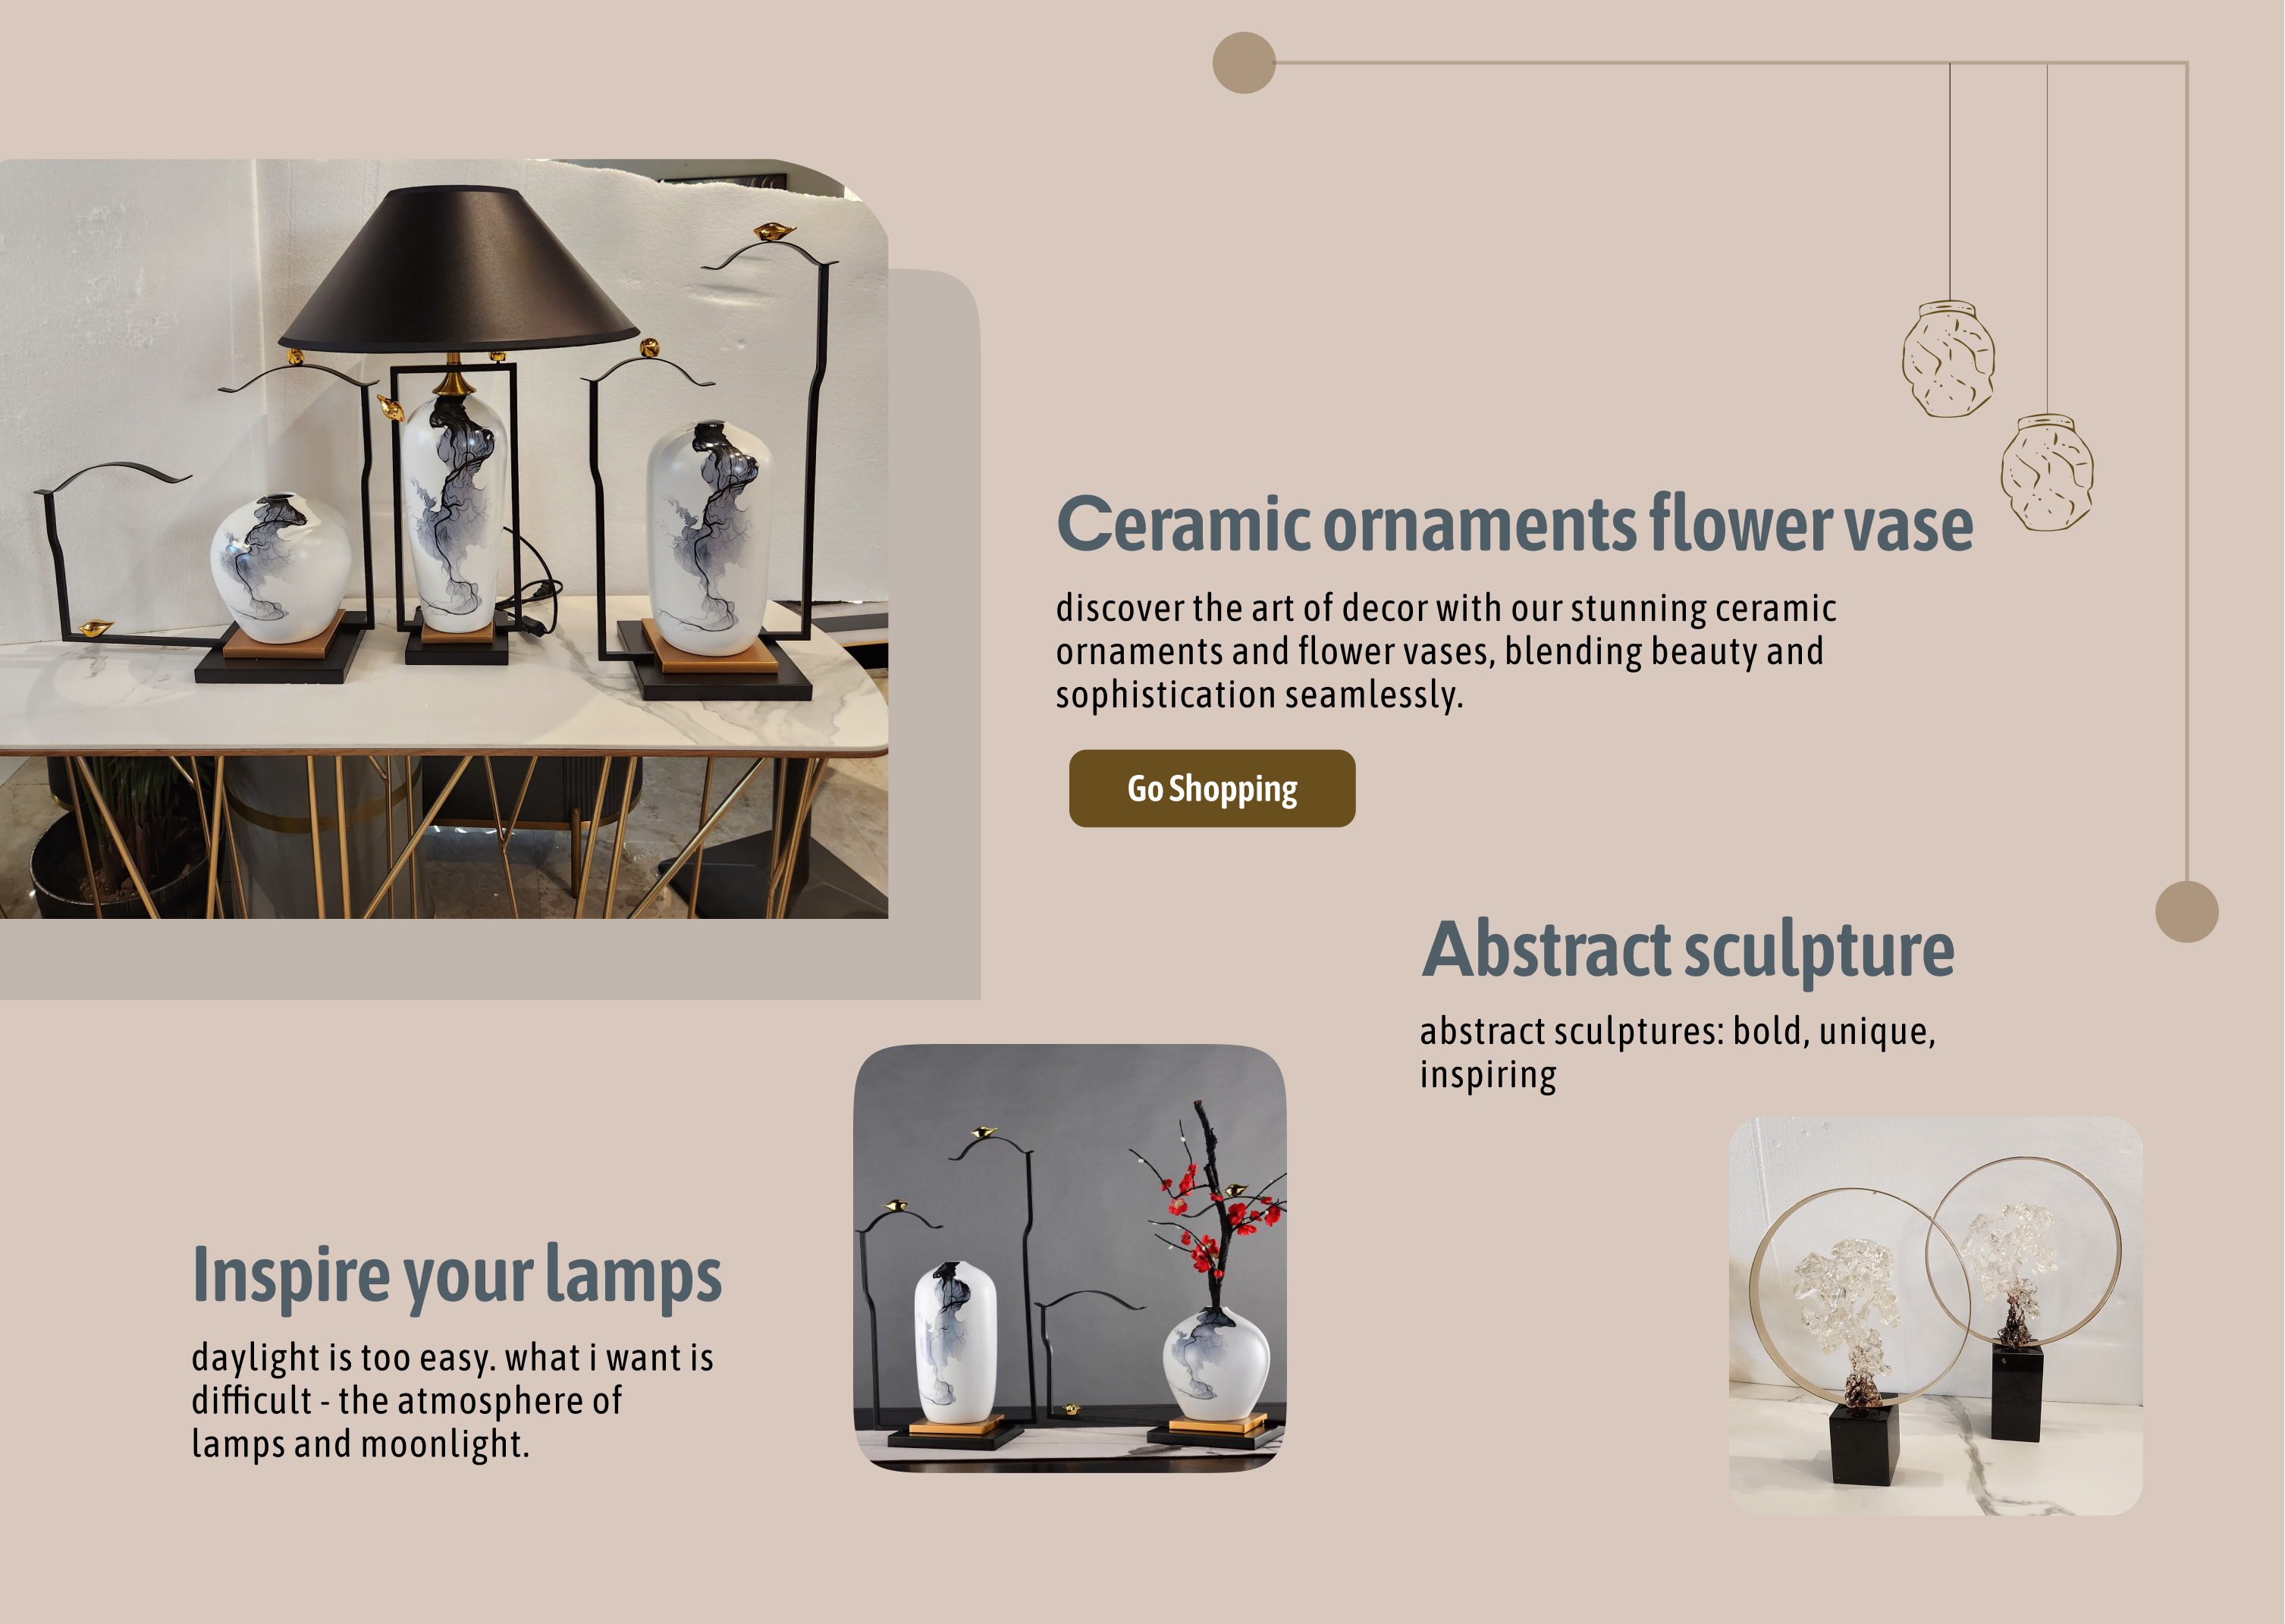 Ceramic ornaments flower vase
discover the art of decor with our stunning ceramic
ornaments and flower vases, blending beauty and
sophistication seamlessly.
Go Shopping
Abstract sculpture
abstract sculptures: bold, unique,
inspiring
Inspire your lamps
daylight is too easy. what i want is
difficult - the atmosphere of
lamps and moonlight.